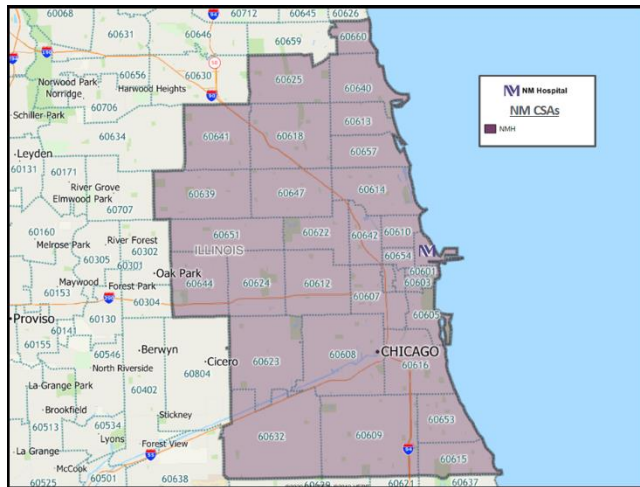 60068
60712
60645
60626
60631
60646
60659
60660
Norwood Park
Norridge
60656
60630
Harwood Heights
60625
60640
60706
Schiller Park
60634
60641
60618
60613
60657
Leyden
60131
60171
River Grove
Elmwood Park
60707
60639
60647
60614
60160
Melrose Park
River Forest
60302
60305
60301
60651
ILLINOIS
60622
60642
60610
60654
NM
Maywood
Forest Park
Oak Park
60153
60304
60130
60644
60624
60612
60607
60601
60603
60605
Proviso
60141
60155
60546
North Riverside
Berwyn
Cicero
60804
60402
60623
60608
CHICAGO
60616
La Grange Park
Brookfield
60513
60534
Lyons
Stickney
Forest View
La Grange
McCook
60525
60501
60638
60632
60609
60653
60615
60621
60637
NM NM Hospital
NM CSAs
NMH